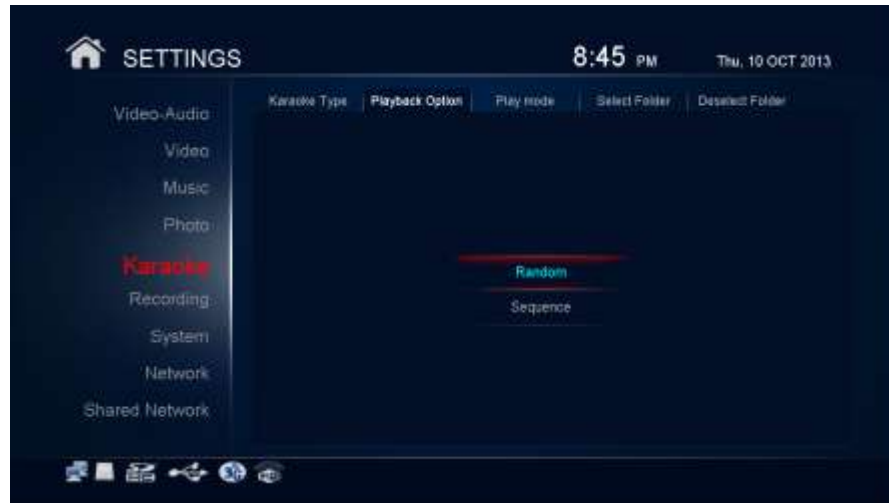 SETTINGS
8:45 PM
Thu, 10 OCT 2013
Karaoke Type
Playback Option
Play mode
Select Folder
Deselect Folder
Video-Audio
Video
Music
Photo
Karaoke
Recording
System
Network
Shared Network
Random
Sequence